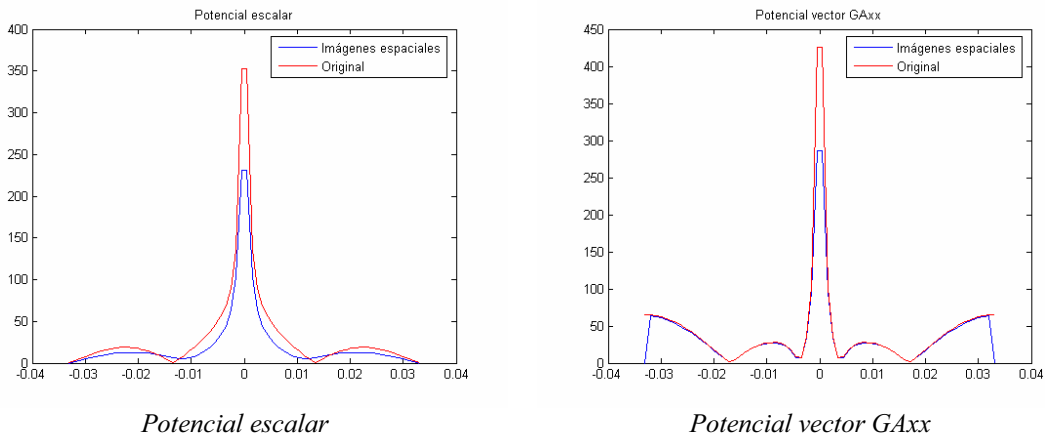 Potencial escalar
400
350
300
250
200
150
100
50
0
-0.04 -0.03 -0.02 -0.01 0 0.01 0.02 0.03 0.04
Imágenes espaciales
Original
Potencial escalar
Potencial vector GAxx
450
400
350
300
250
200
150
100
50
0
-0.04 -0.03 -0.02 -0.01 0 0.01 0.02 0.03 0.04
Imágenes espaciales
Original
Potencial vector GAxx